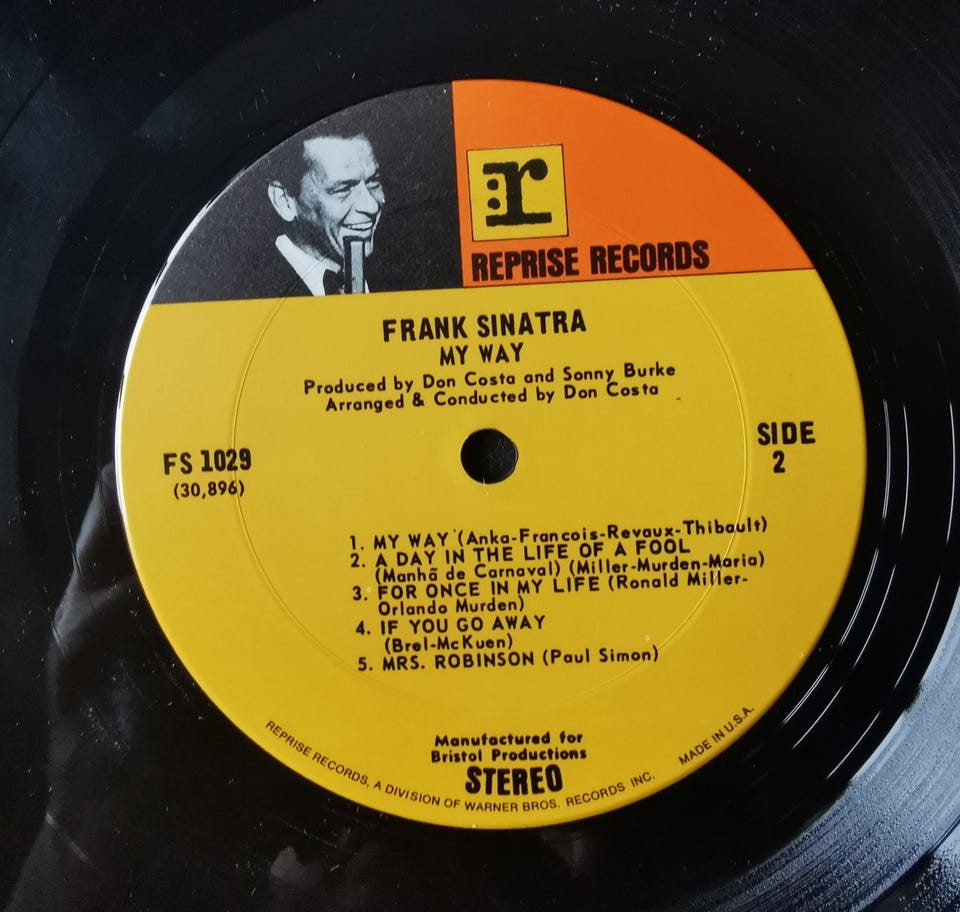 :r
REPRISE RECORDS
FRANK SINATRA
MY WAY
Produced by Don Costa and Sonny Burke
Arranged & Conducted by Don Costa
FS 1029
(30,896)
SIDE
2
1. MY WAY (Anka-Francois-Revaux-Thibault)
2. A DAY IN THE LIFE OF A FOOL
(Manhã de Carnaval) (Miller-Murden-Maria)
3. FOR ONCE IN MY LIFE (Ronald Miller-
Orlando Murden)
4. IF YOU GO AWAY
(Brel-McKuen)
5. MRS. ROBINSON (Paul Simon)
Manufactured for
Bristol Productions
STEREO
REPRISE RECORDS, A DIVISION OF WARNER BROS. RECORDS INC. MADE IN U.S.A.